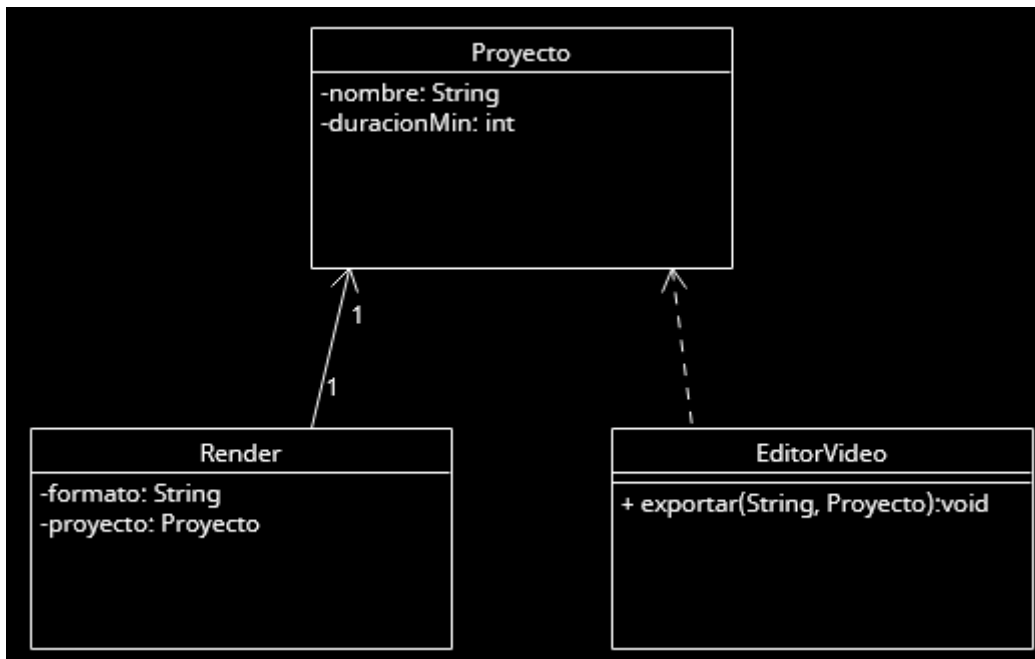 Proyecto
-nombre: String
-duracionMin: int
1
1
Render
-formato: String
-proyecto: Proyecto
EditorVideo
+ exportar(String, Proyecto):void